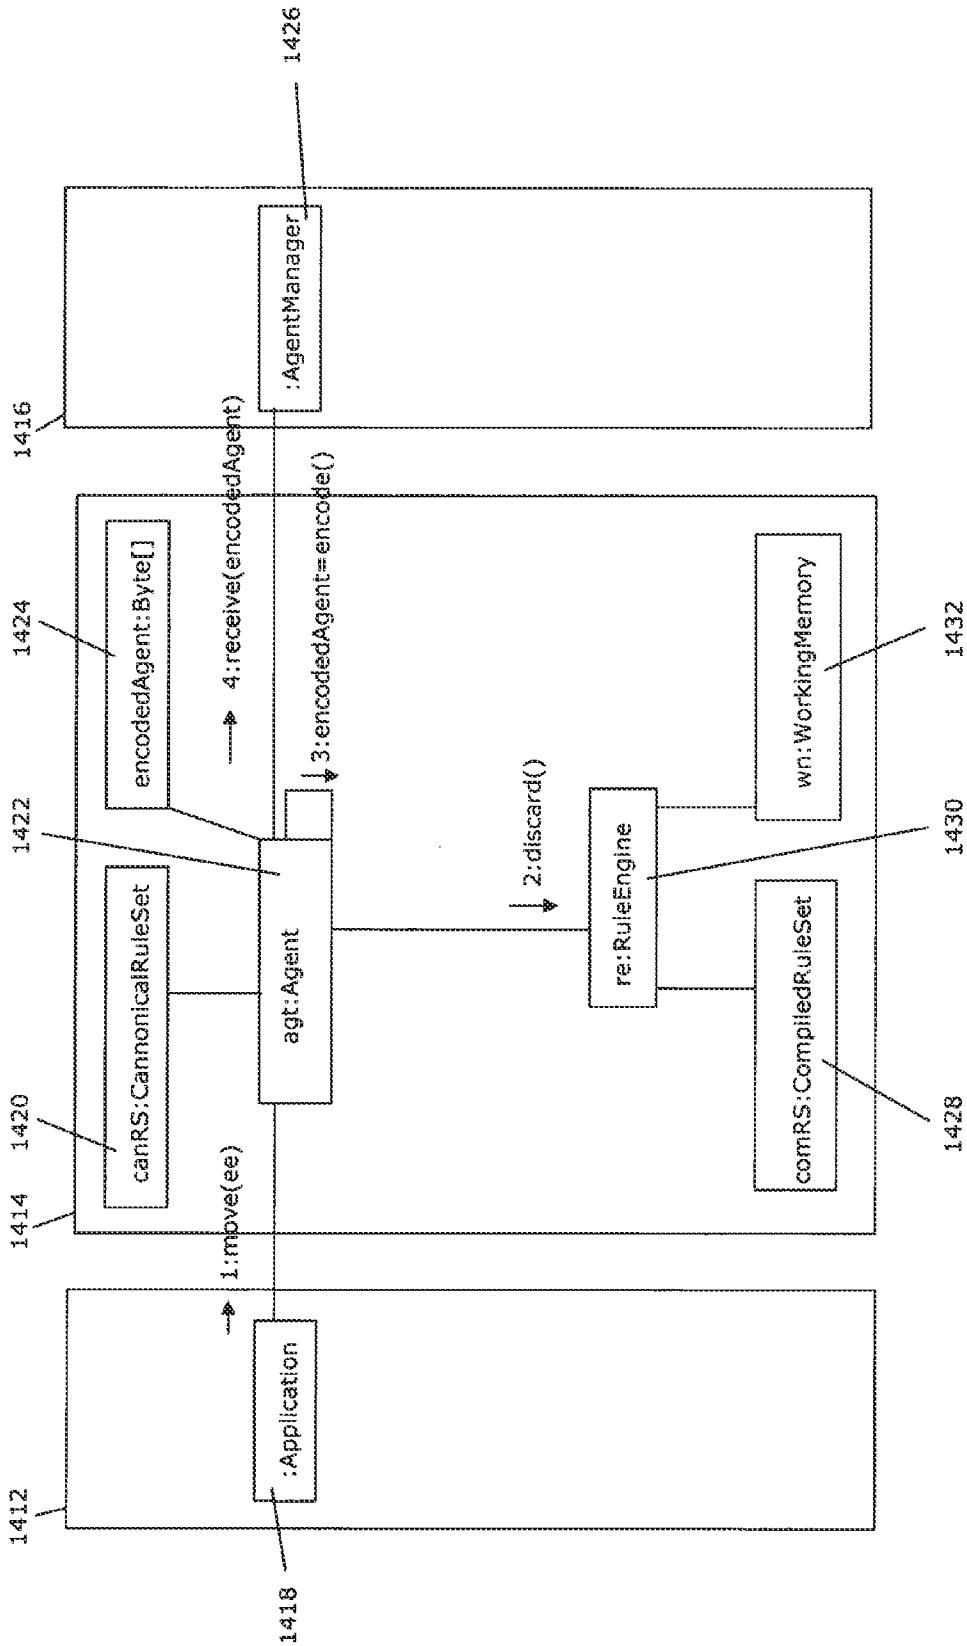 1412
1414
1420
1422
1424
1416
1426
canRS:CannonicalRuleSet
encodedAgent:Byte[]
1:move(ee)
4:receive(encodedAgent)
:Application
agt:Agent
:AgentManager
3:encodedAgent=encode()
1418
2:discard()
re:RuleEngine
comRS:CompiledRuleSet
wn:WorkingMemory
1428
1430
1432